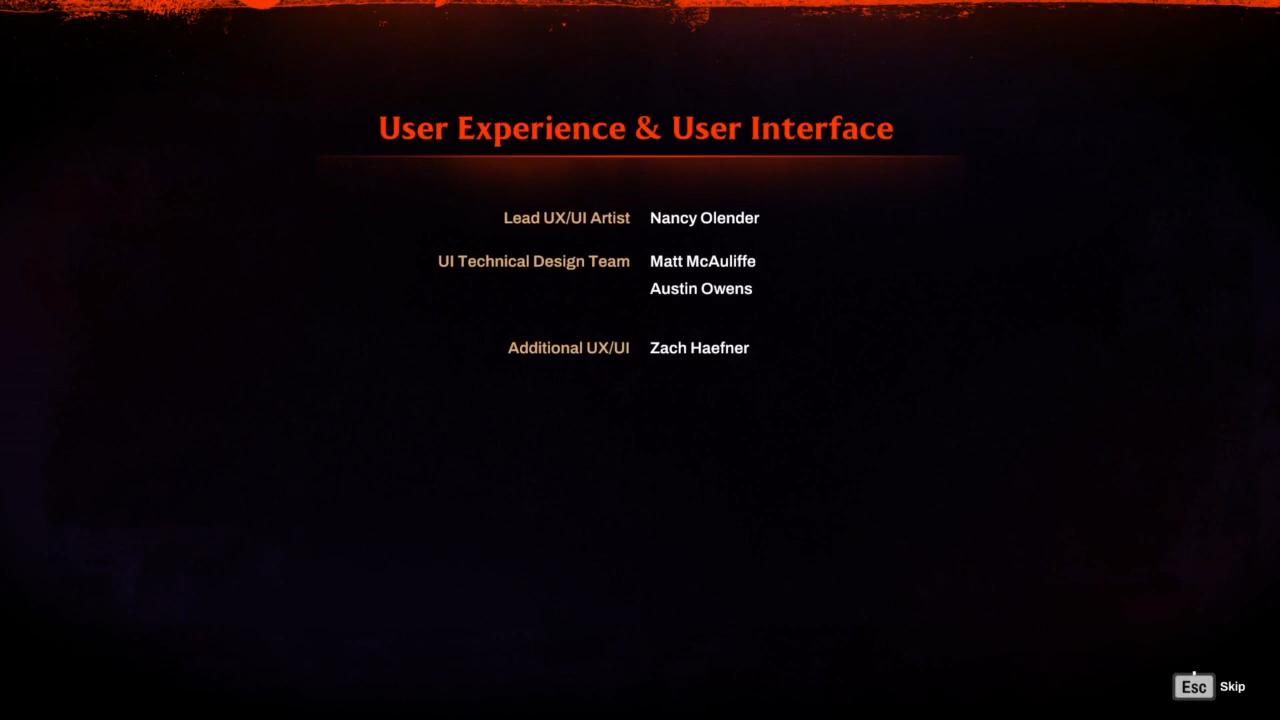 User Experience & User Interface
Lead UX/UI Artist Nancy Olender
UI Technical Design Team Matt McAuliffe
Austin Owens
Additional UX/UI Zach Haefner
Esc Skip